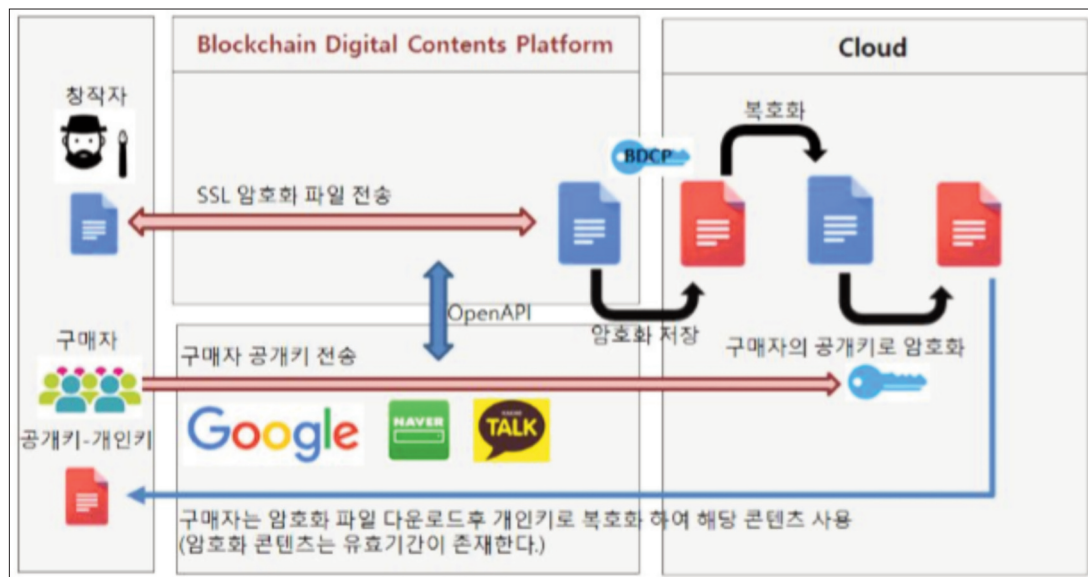 Blockchain Digital Contents Platform
Cloud
창작자
복호화
BDCP
SSL 암호화 파일 전송
OpenAPI
암호화 저장
구매자의 공개키로 암호화
구매자
구매자 공개키 전송
Google
NAVER
TALK
공개키-개인키
구매자는 암호화 파일 다운로드후 개인키로 복호화 하여 해당 콘텐츠 사용
(암호화 콘텐츠는 유효기간이 존재한다.)